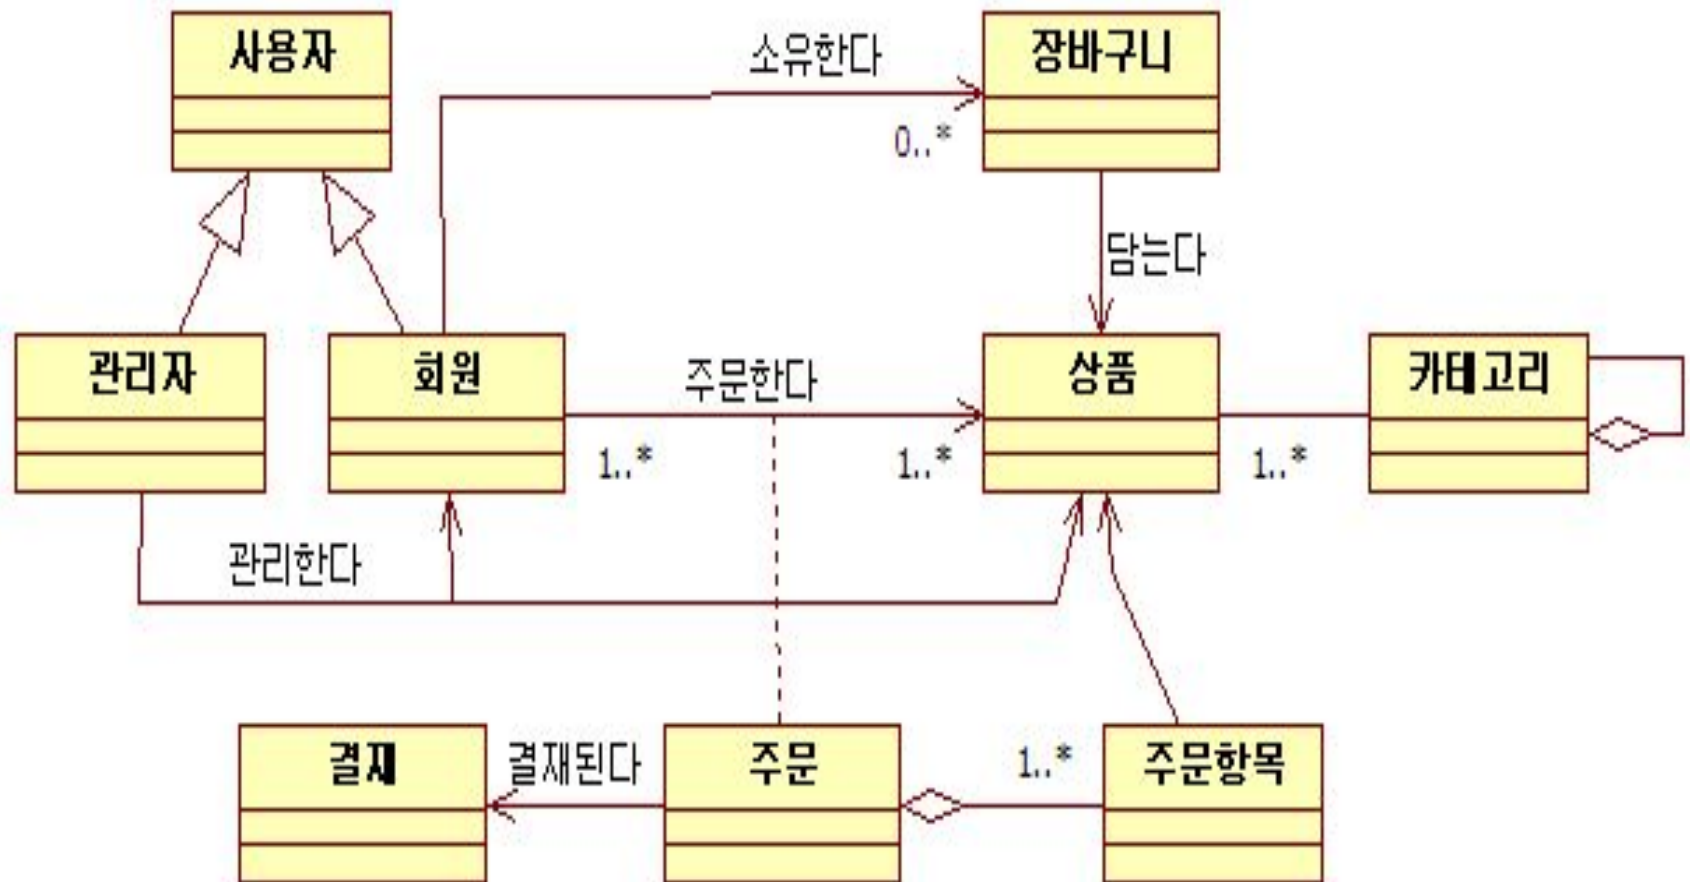 사용자
소유한다
장바구니
0..*
담는다
관리자
회원
주문한다
상품
카테고리
1..*
1..*
1..*
관리한다
결재
결재된다
주문
1..*
주문항목